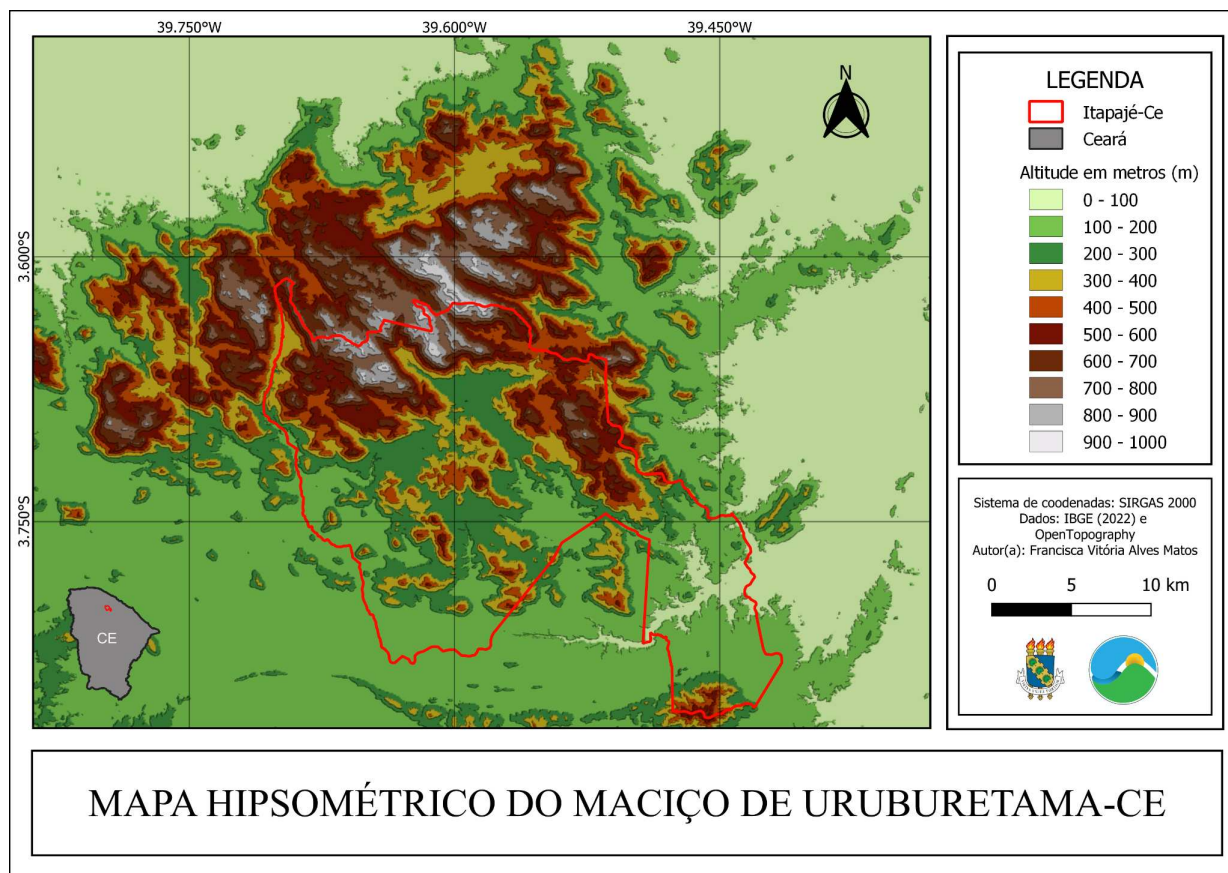 39.750°W
39.600°W
39.450°W
3.600°S
3.750°S
N
CE
LEGENDA
Itapajé-Ce
Ceará
Altitude em metros (m)
0 - 100
100 - 200
200 - 300
300 - 400
400 - 500
500 - 600
600 - 700
700 - 800
800 - 900
900 - 1000
Sistema de coodenadas: SIRGAS 2000
Dados: IBGE (2022) e
OpenTopography
Autor(a): Francisca Vitória Alves Matos
0 5 10 km
MAPA HIPSOMÉTRICO DO MACIÇO DE URUBURETAMA-CE